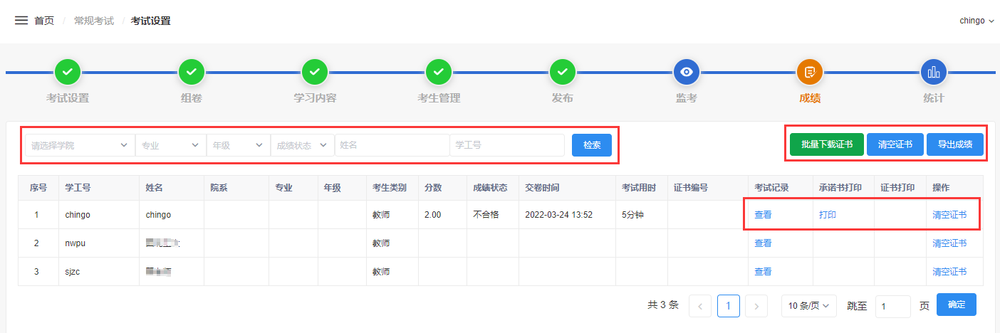 首页 / 常规考试 / 考试设置
chingo
考试设置 组卷 学习内容 考生管理 发布 监考 成绩 统计
请选择学院 专业 年级 成绩状态 姓名 学工号 检索 批量下载证书 清空证书 导出成绩
序号 学工号 姓名 院系 专业 年级 考生类别 分数 成绩状态 交卷时间 考试用时 证书编号 考试记录 承诺书打印 证书打印 操作
1 chingo chingo 教师 2.00 不合格 2022-03-24 13:52 5分钟 查看 打印 清空证书
2 nwpu 教师 查看 清空证书
3 sjzc 教师 查看 清空证书
共 3 条 1 10 条/页 跳至 1 页 确定